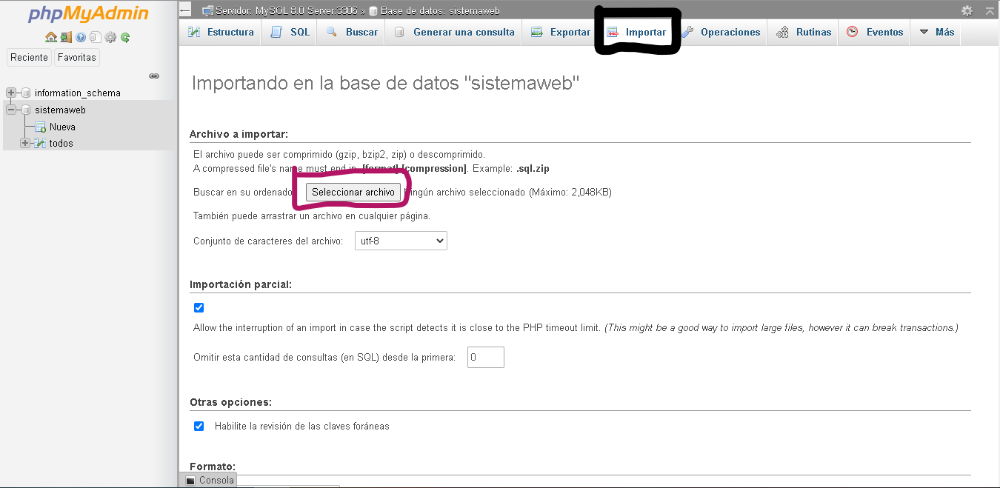 phpMyAdmin
Reciente Favoritas
information_schema
sistemaweb
Nueva
todos
Servidor: MySQL 8.0 Server:3306 » Base de datos: sistemaweb
Estructura SQL Buscar Generar una consulta Exportar Importar Operaciones Rutinas Eventos Más
Importando en la base de datos "sistemaweb"
Archivo a importar:
El archivo puede ser comprimido (gzip, bzip2, zip) o descomprimido.
A compressed file's name must end in .[format].[compression]. Example: .sql.zip
Buscar en su ordenado Seleccionar archivo ingún archivo seleccionado (Máximo: 2,048KB)
También puede arrastrar un archivo en cualquier página.
Conjunto de caracteres del archivo: utf-8
Importación parcial:
Allow the interruption of an import in case the script detects it is close to the PHP timeout limit. (This might be a good way to import large files, however it can break transactions.)
Omitir esta cantidad de consultas (en SQL) desde la primera: 0
Otras opciones:
Habilite la revisión de las claves foráneas
Formato:
Consola